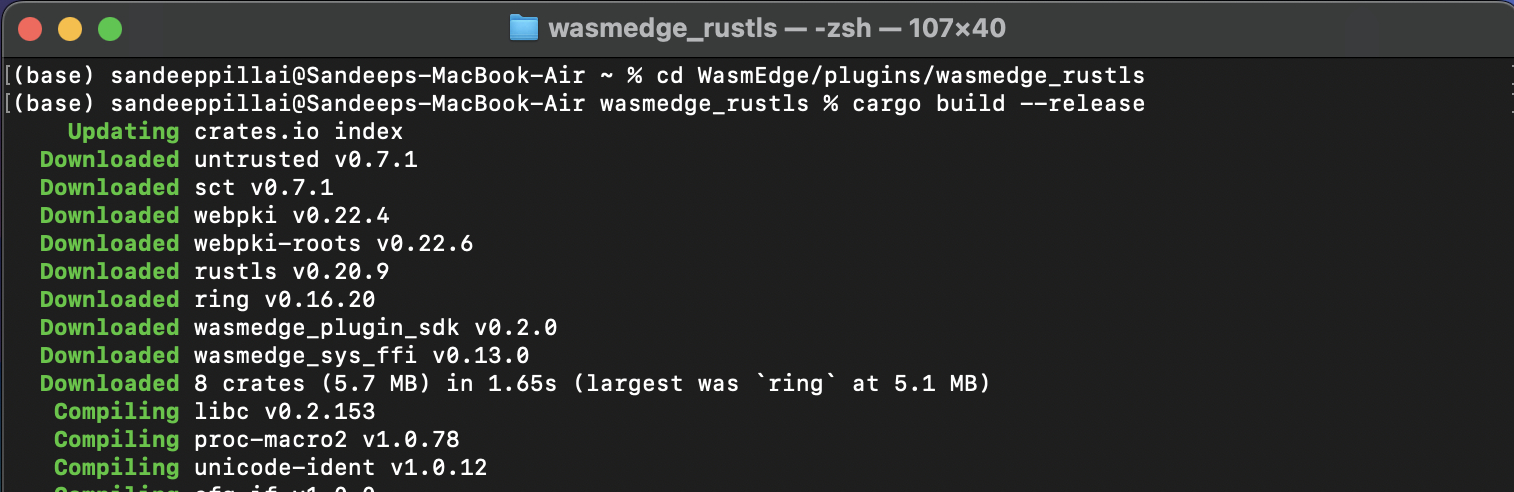 wasmedge_rustls — -zsh — 107×40
[(base) sandeeppillai@Sandeeps-MacBook-Air ~ % cd WasmEdge/plugins/wasmedge_rustls
[(base) sandeeppillai@Sandeeps-MacBook-Air wasmedge_rustls % cargo build --release
Updating crates.io index
Downloaded untrusted v0.7.1
Downloaded sct v0.7.1
Downloaded webpki v0.22.4
Downloaded webpki-roots v0.22.6
Downloaded rustls v0.20.9
Downloaded ring v0.16.20
Downloaded wasmedge_plugin_sdk v0.2.0
Downloaded wasmedge_sys_ffi v0.13.0
Downloaded 8 crates (5.7 MB) in 1.65s (largest was `ring` at 5.1 MB)
Compiling libc v0.2.153
Compiling proc-macro2 v1.0.78
Compiling unicode-ident v1.0.12